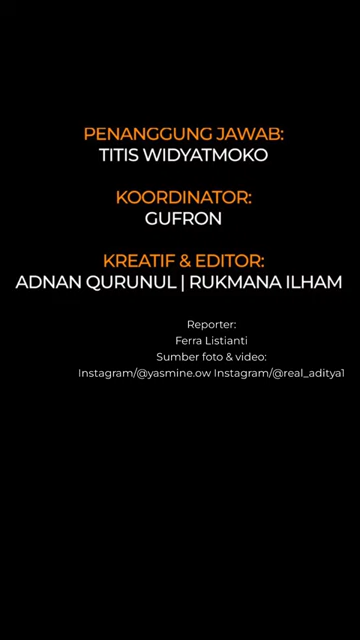 PENANGGUNG JAWAB:
TITIS WIDYATMOKO
KOORDINATOR:
GUFRON
KREATIF & EDITOR:
ADNAN QURUNUL | RUKMANA ILHAM
Reporter:
Ferra Listianti
Sumber foto & video:
Instagram/@yasmine.ow Instagram/@real_aditya1